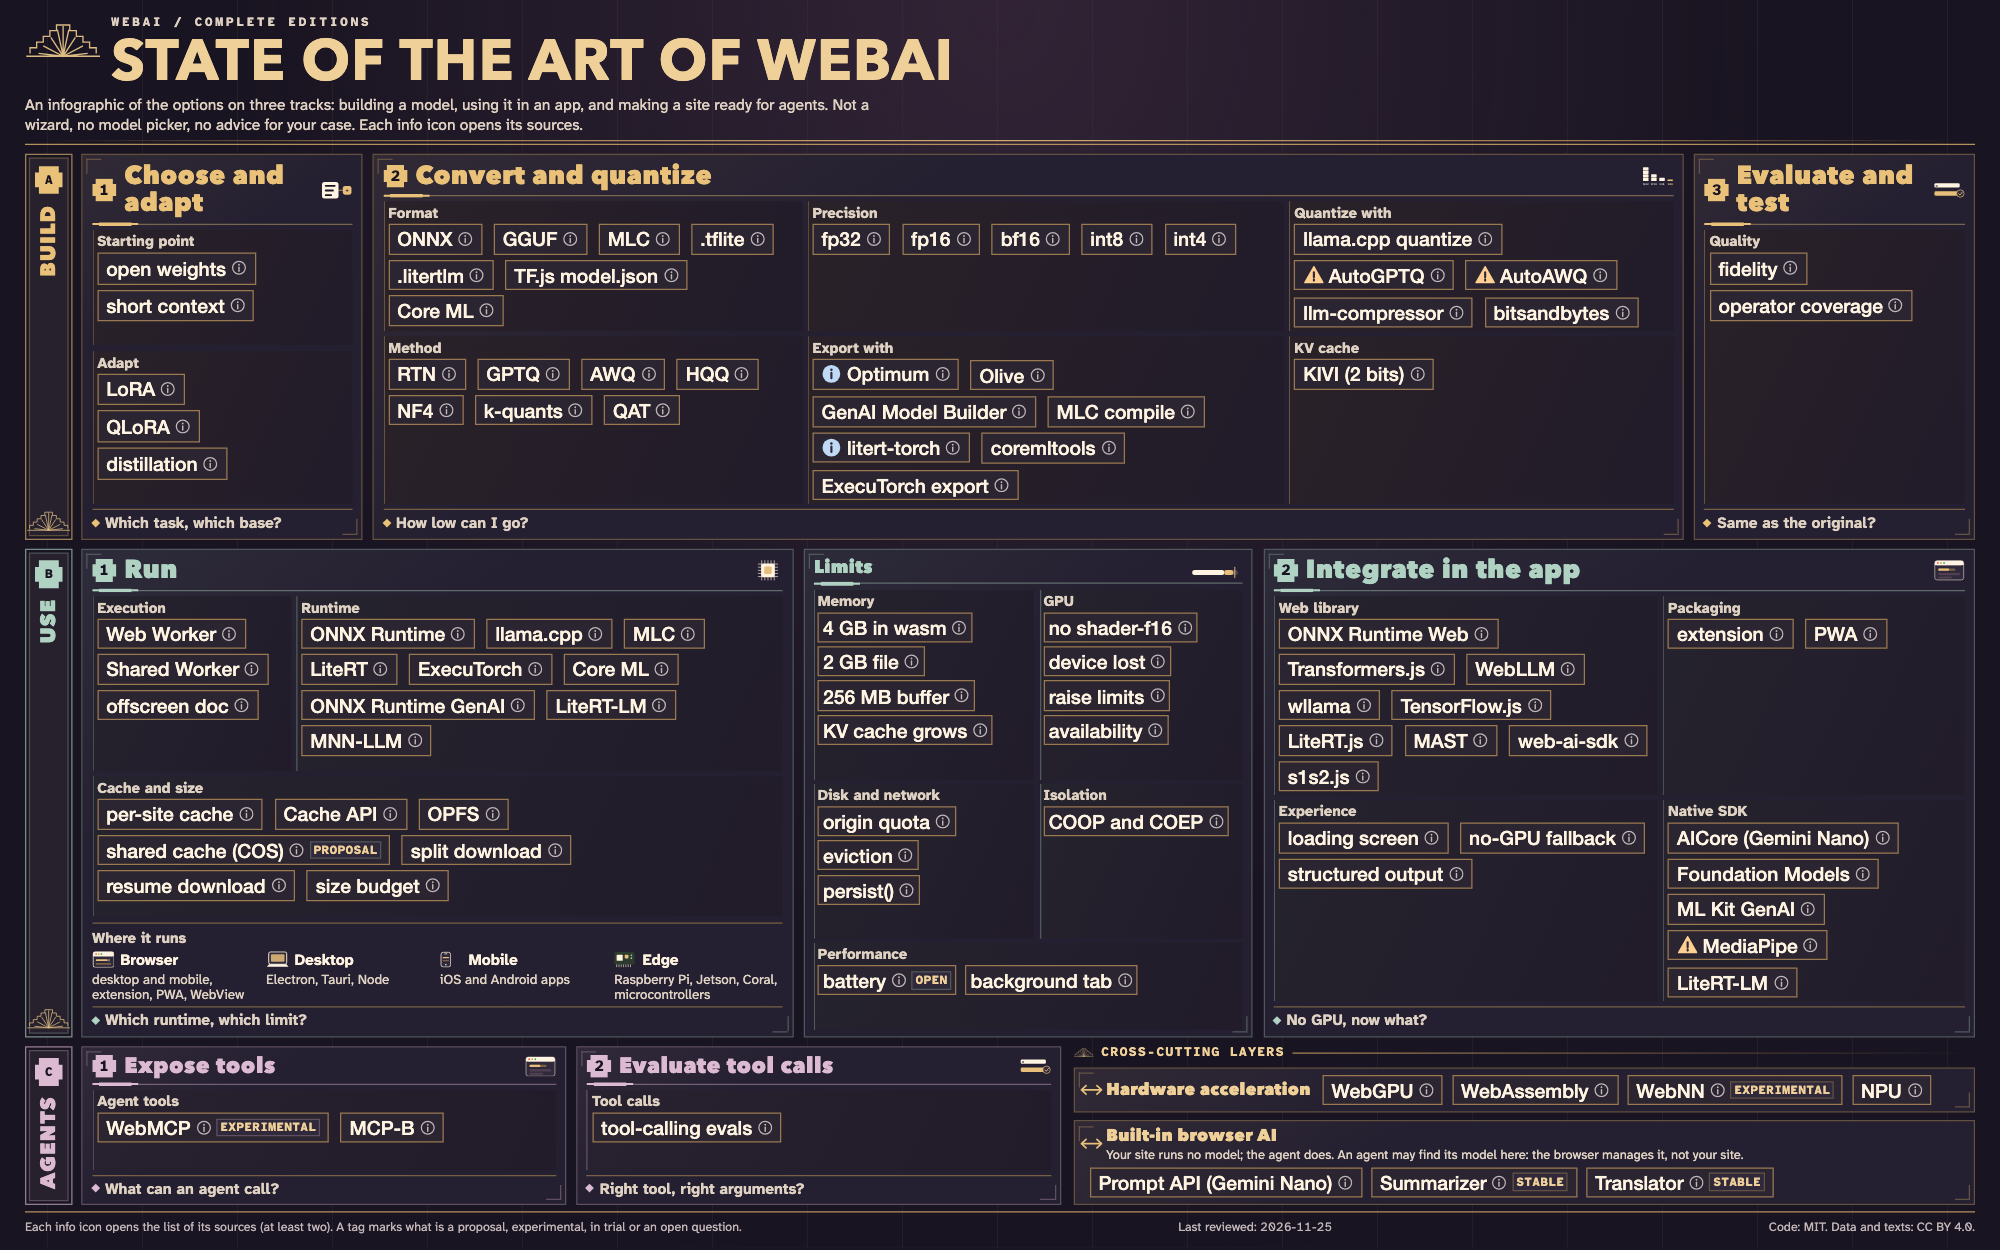 WEBAI / COMPLETE EDITIONS
STATE OF THE ART OF WEBAI
An infographic of the options on three tracks: building a model, using it in an app, and making a site ready for agents. Not a
wizard, no model picker, no advice for your case. Each info icon opens its sources.
A
BUILD
1 Choose and
adapt
Starting point
open weights
short context
Adapt
LoRA
QLoRA
distillation
Which task, which base?
2 Convert and quantize
Format
ONNX GGUF MLC .tflite
.litertlm TF.js model.json
Core ML
Precision
fp32 fp16 bf16 int8 int4
Quantize with
llama.cpp quantize
AutoGPTQ AutoAWQ
llm-compressor bitsandbytes
Method
RTN GPTQ AWQ HQQ
NF4 k-quants QAT
Export with
Optimum Olive
GenAI Model Builder MLC compile
litert-torch coremltools
ExecuTorch export
KV cache
KIVI (2 bits)
How low can I go?
3 Evaluate and
test
Quality
fidelity
operator coverage
Same as the original?
B
USE
1 Run
Execution
Web Worker
Shared Worker
offscreen doc
Runtime
ONNX Runtime llama.cpp MLC
LiteRT ExecuTorch Core ML
ONNX Runtime GenAI LiteRT-LM
MNN-LLM
Cache and size
per-site cache Cache API OPFS
shared cache (COS) PROPOSAL split download
resume download size budget
Where it runs
Browser
desktop and mobile,
extension, PWA, WebView
Desktop
Electron, Tauri, Node
Mobile
iOS and Android apps
Edge
Raspberry Pi, Jetson, Coral,
microcontrollers
Which runtime, which limit?
Limits
Memory
4 GB in wasm
2 GB file
256 MB buffer
KV cache grows
GPU
no shader-f16
device lost
raise limits
availability
Disk and network
origin quota
eviction
persist()
Isolation
COOP and COEP
Performance
battery OPEN background tab
2 Integrate in the app
Web library
ONNX Runtime Web
Transformers.js WebLLM
wllama TensorFlow.js
LiteRT.js MAST web-ai-sdk
s1s2.js
Packaging
extension PWA
Experience
loading screen no-GPU fallback
structured output
Native SDK
AICore (Gemini Nano)
Foundation Models
ML Kit GenAI
MediaPipe
LiteRT-LM
No GPU, now what?
C
AGENTS
1 Expose tools
Agent tools
WebMCP EXPERIMENTAL MCP-B
What can an agent call?
2 Evaluate tool calls
Tool calls
tool-calling evals
Right tool, right arguments?
CROSS-CUTTING LAYERS
Hardware acceleration WebGPU WebAssembly WebNN EXPERIMENTAL NPU
Built-in browser AI
Your site runs no model; the agent does. An agent may find its model here: the browser manages it, not your site.
Prompt API (Gemini Nano) Summarizer STABLE Translator STABLE
Each info icon opens the list of its sources (at least two). A tag marks what is a proposal, experimental, in trial or an open question.
Last reviewed: 2026-11-25
Code: MIT. Data and texts: CC BY 4.0.